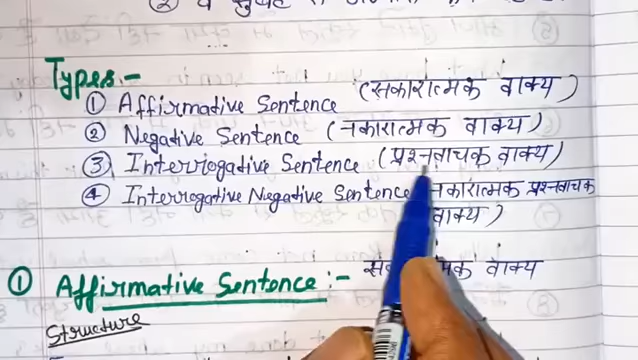 Types:-
① Affirmative Sentence (सकारात्मक वाक्य)
② Negative Sentence (नकारात्मक वाक्य)
③ Interriogative Sentence (प्रश्नवाचक वाक्य)
④ Interrogative Negative Sentence नकारात्मक प्रश्नवाचक
वाक्य)
① Affirmative Sentence :- वाक्य
Structure